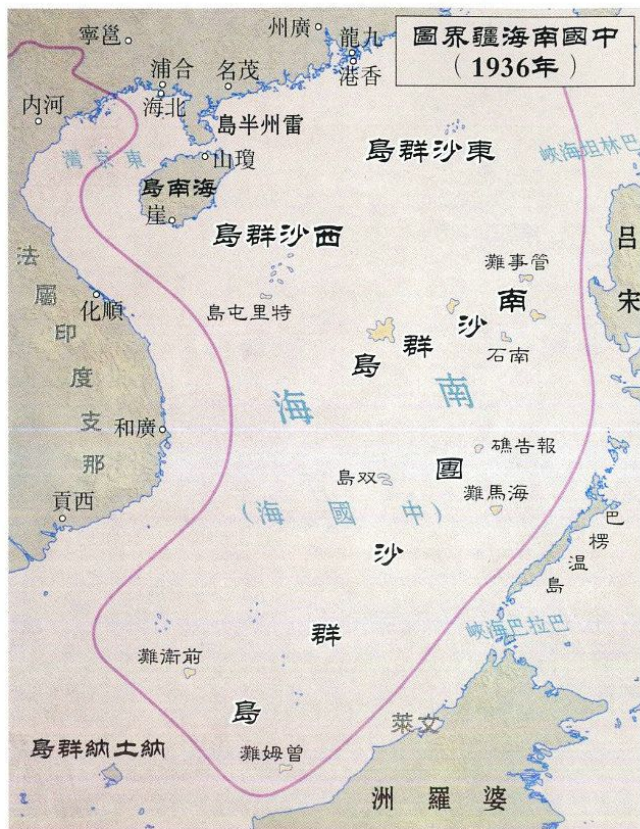 中國南海疆界圖
（1936年）
邕寧
廣州
九龍
香港
合浦
北海
茂名
河内
雷州半島
東京灣
瓊山
海南島
崖
東沙群島
巴林坦海峽
呂宋
西沙群島
特里屯島
管事灘
南沙群島
南石
法屬印度支那
順化
南海
廣和
報告礁
双島
團沙群島
海馬灘
西貢
(中國海)
巴楞温島
巴拉巴海峽
前衛灘
曾姆灘
納土納群島
文萊
婆羅洲